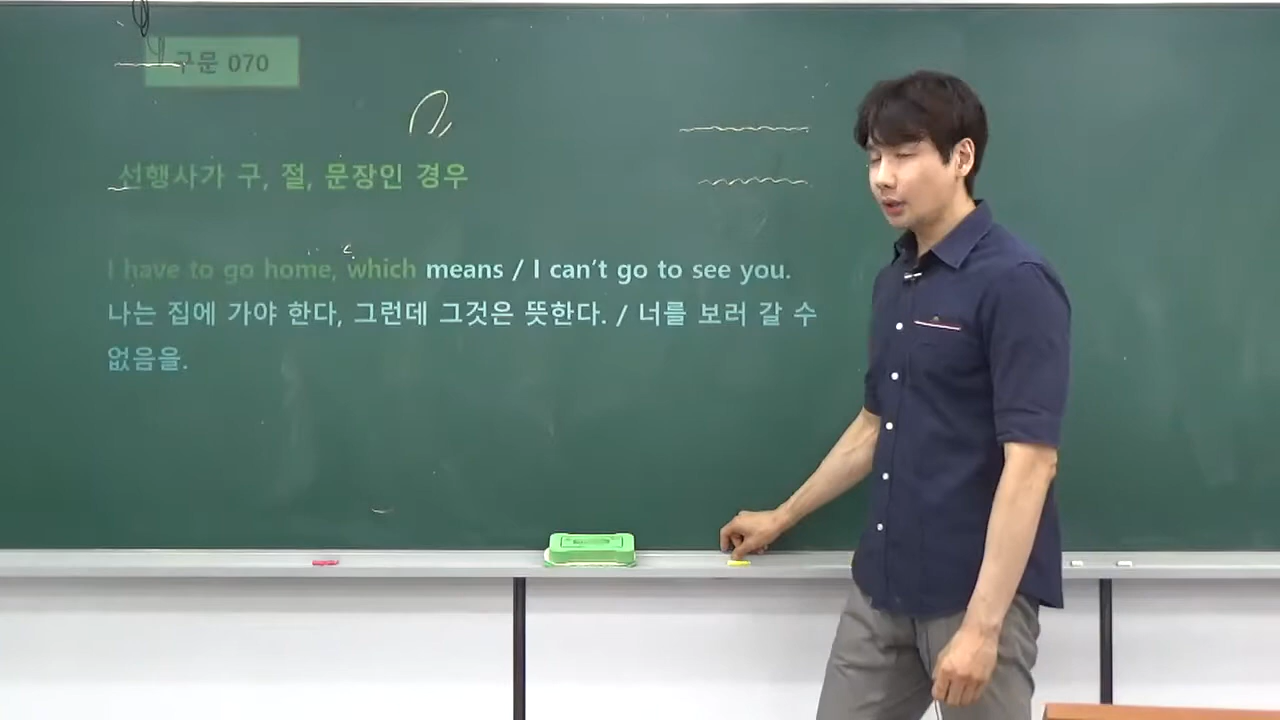 구문 070
선행사가 구, 절, 문장인 경우
I have to go home, which means / I can't go to see you.
나는 집에 가야 한다, 그런데 그것은 뜻한다. / 너를 보러 갈 수
없음을.